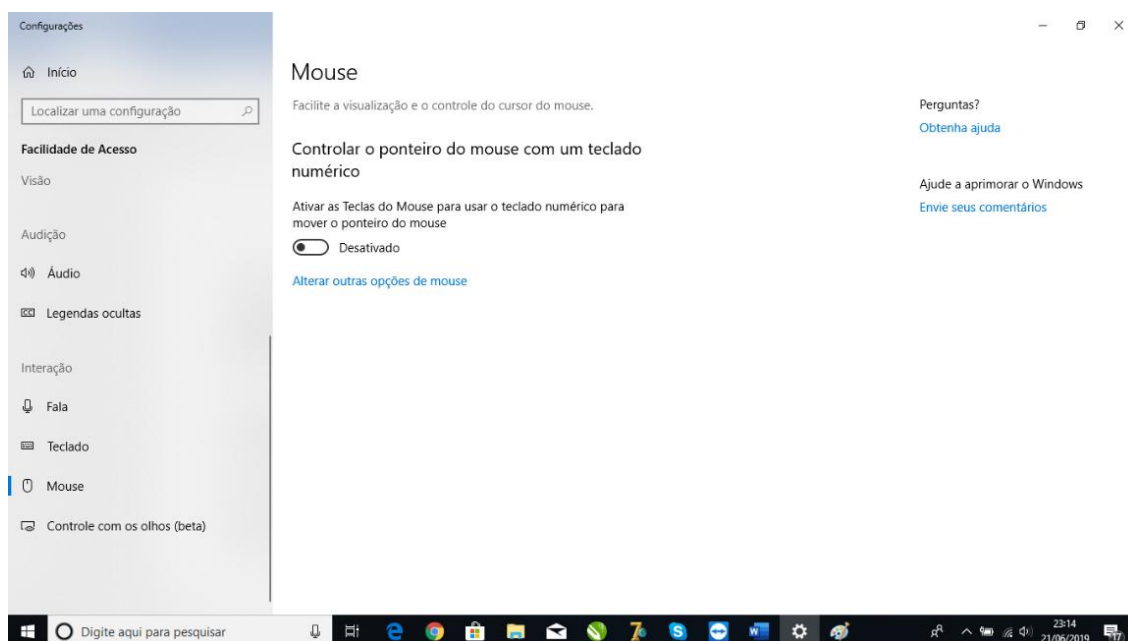 Configurações
Início
Localizar uma configuração
Facilidade de Acesso
Visão
Audição
Áudio
Legendas ocultas
Interação
Fala
Teclado
Mouse
Controle com os olhos (beta)
Mouse
Facilite a visualização e o controle do cursor do mouse.
Controlar o ponteiro do mouse com um teclado
numérico
Ativar as Teclas do Mouse para usar o teclado numérico para
mover o ponteiro do mouse
Desativado
Alterar outras opções de mouse
Perguntas?
Obtenha ajuda
Ajude a aprimorar o Windows
Envie seus comentários
Digite aqui para pesquisar
23:14
21/06/2019